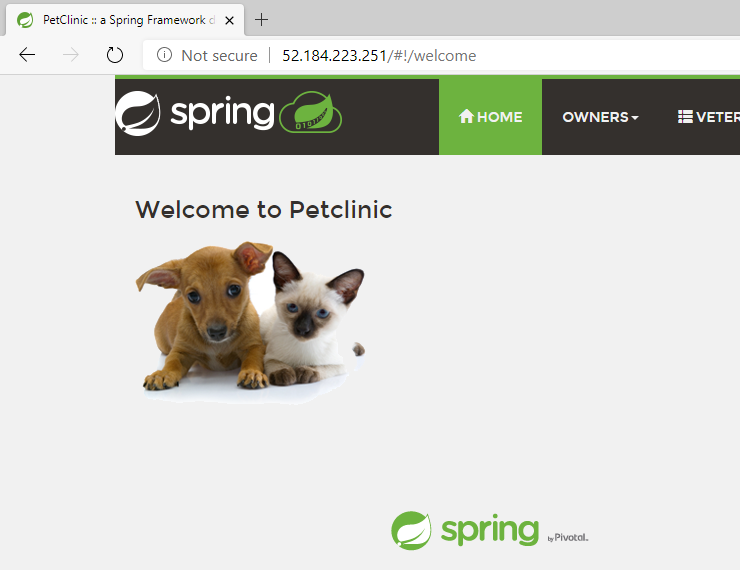 PetClinic :: a Spring Framework d
Not secure 52.184.223.251/#!/welcome
spring
HOME OWNERS VETER
Welcome to Petclinic
spring by Pivotal.